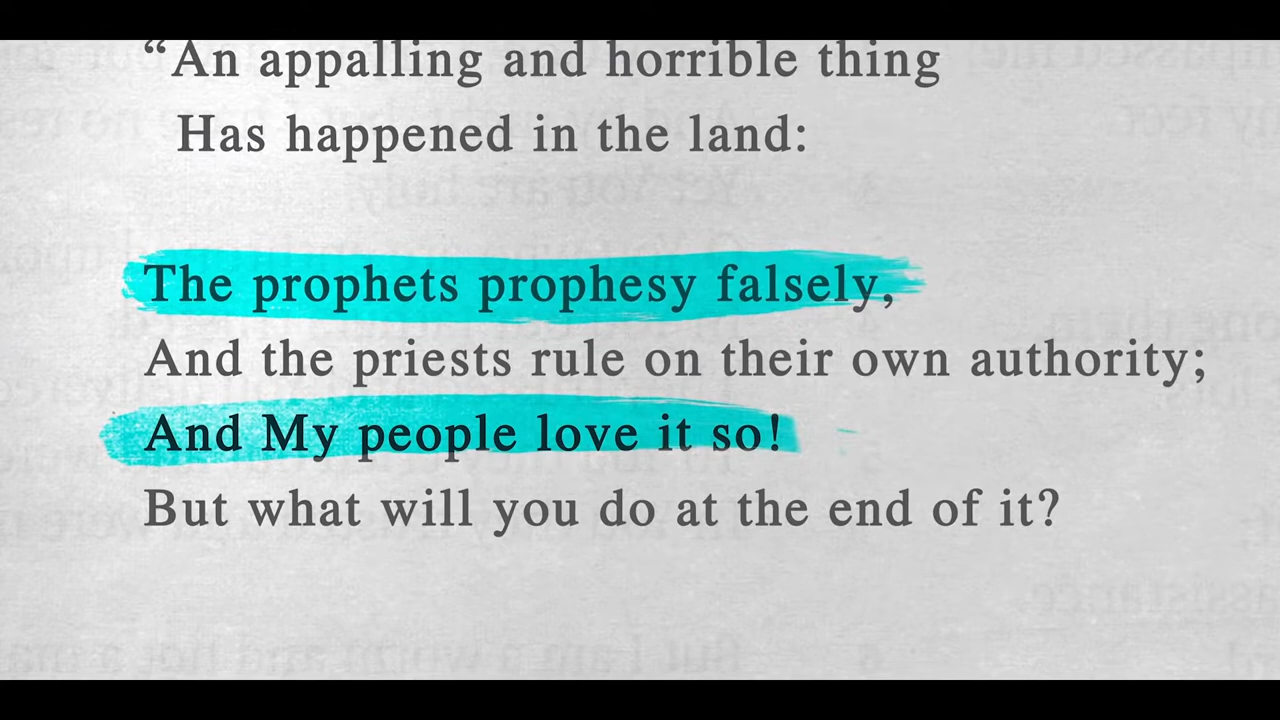 “An appalling and horrible thing
Has happened in the land:
The prophets prophesy falsely,
And the priests rule on their own authority;
And My people love it so!
But what will you do at the end of it?